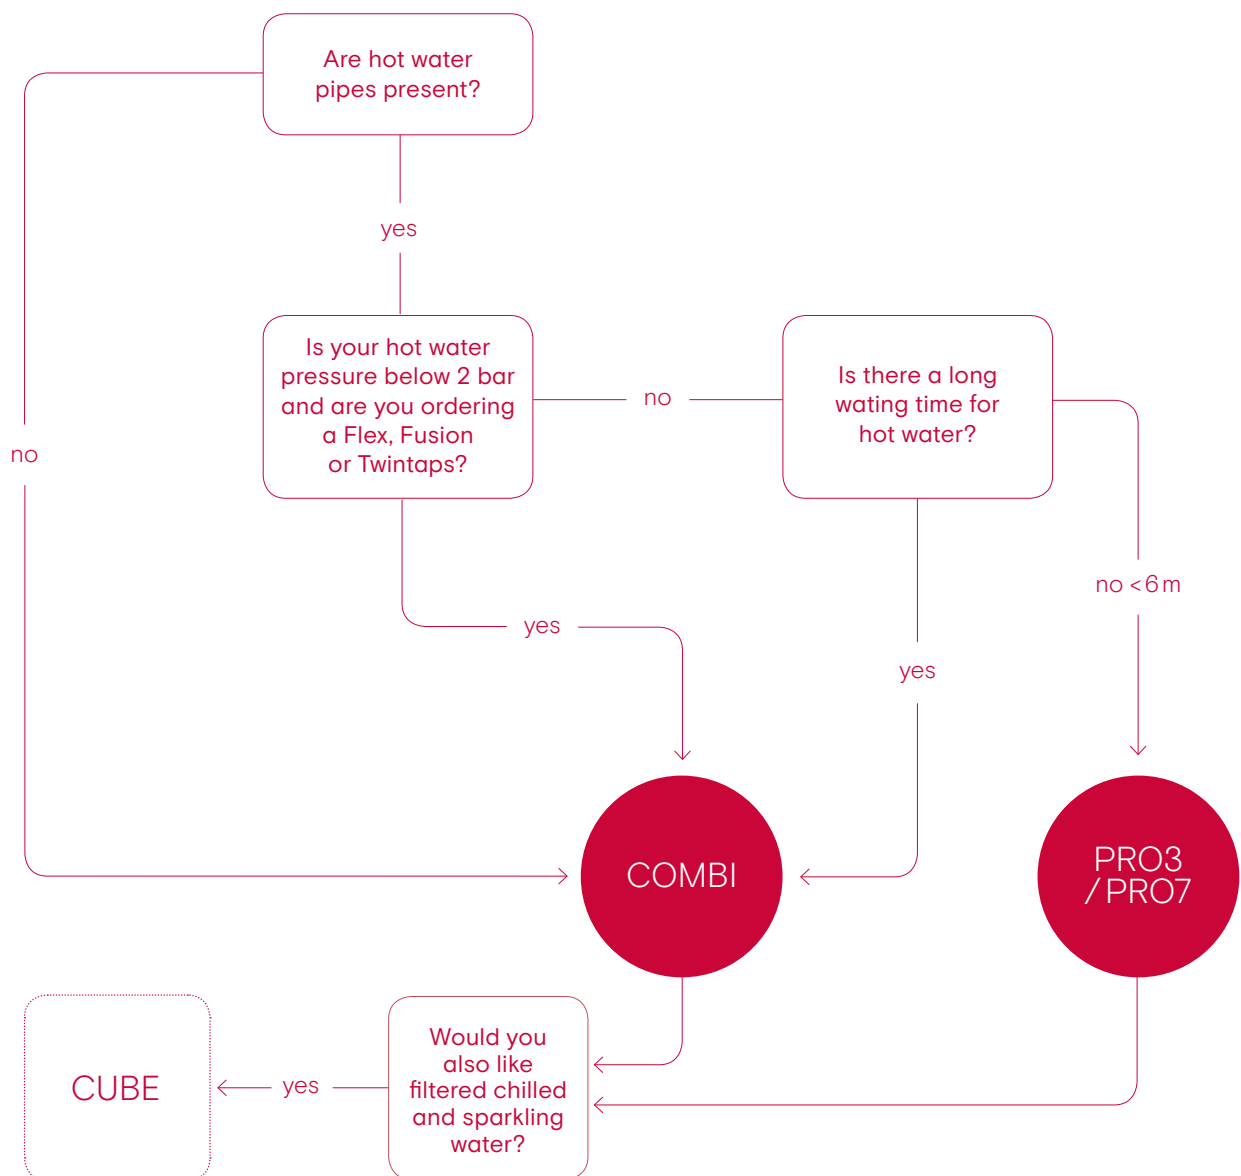 Are hot water
pipes present?
yes
Is your hot water
pressure below 2 bar
and are you ordering
a Flex, Fusion
or Twintaps?
no
Is there a long
wating time for
hot water?
no
no <6 m
yes
yes
COMBI
PRO3
/PRO7
Would you
also like
filtered chilled
and sparkling
water?
yes
CUBE